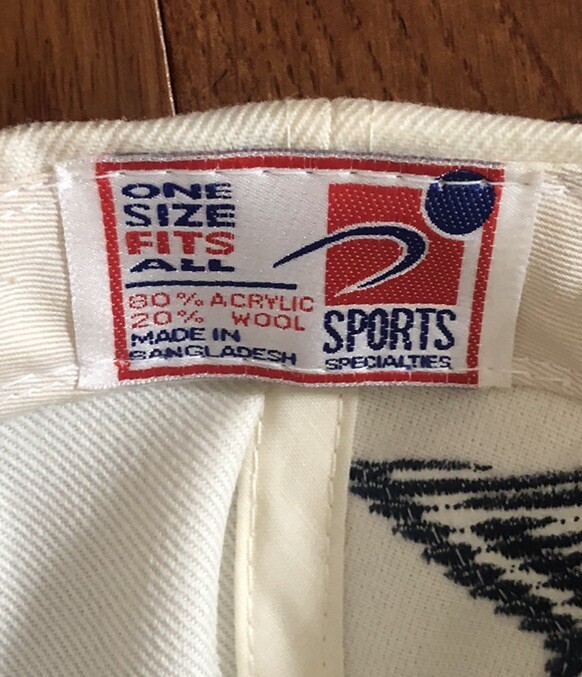 ONE
SIZE
FITS
ALL
80% ACRYLIC
20% WOOL
MADE IN
BANGLADESH
SPORTS
SPECIALTIES